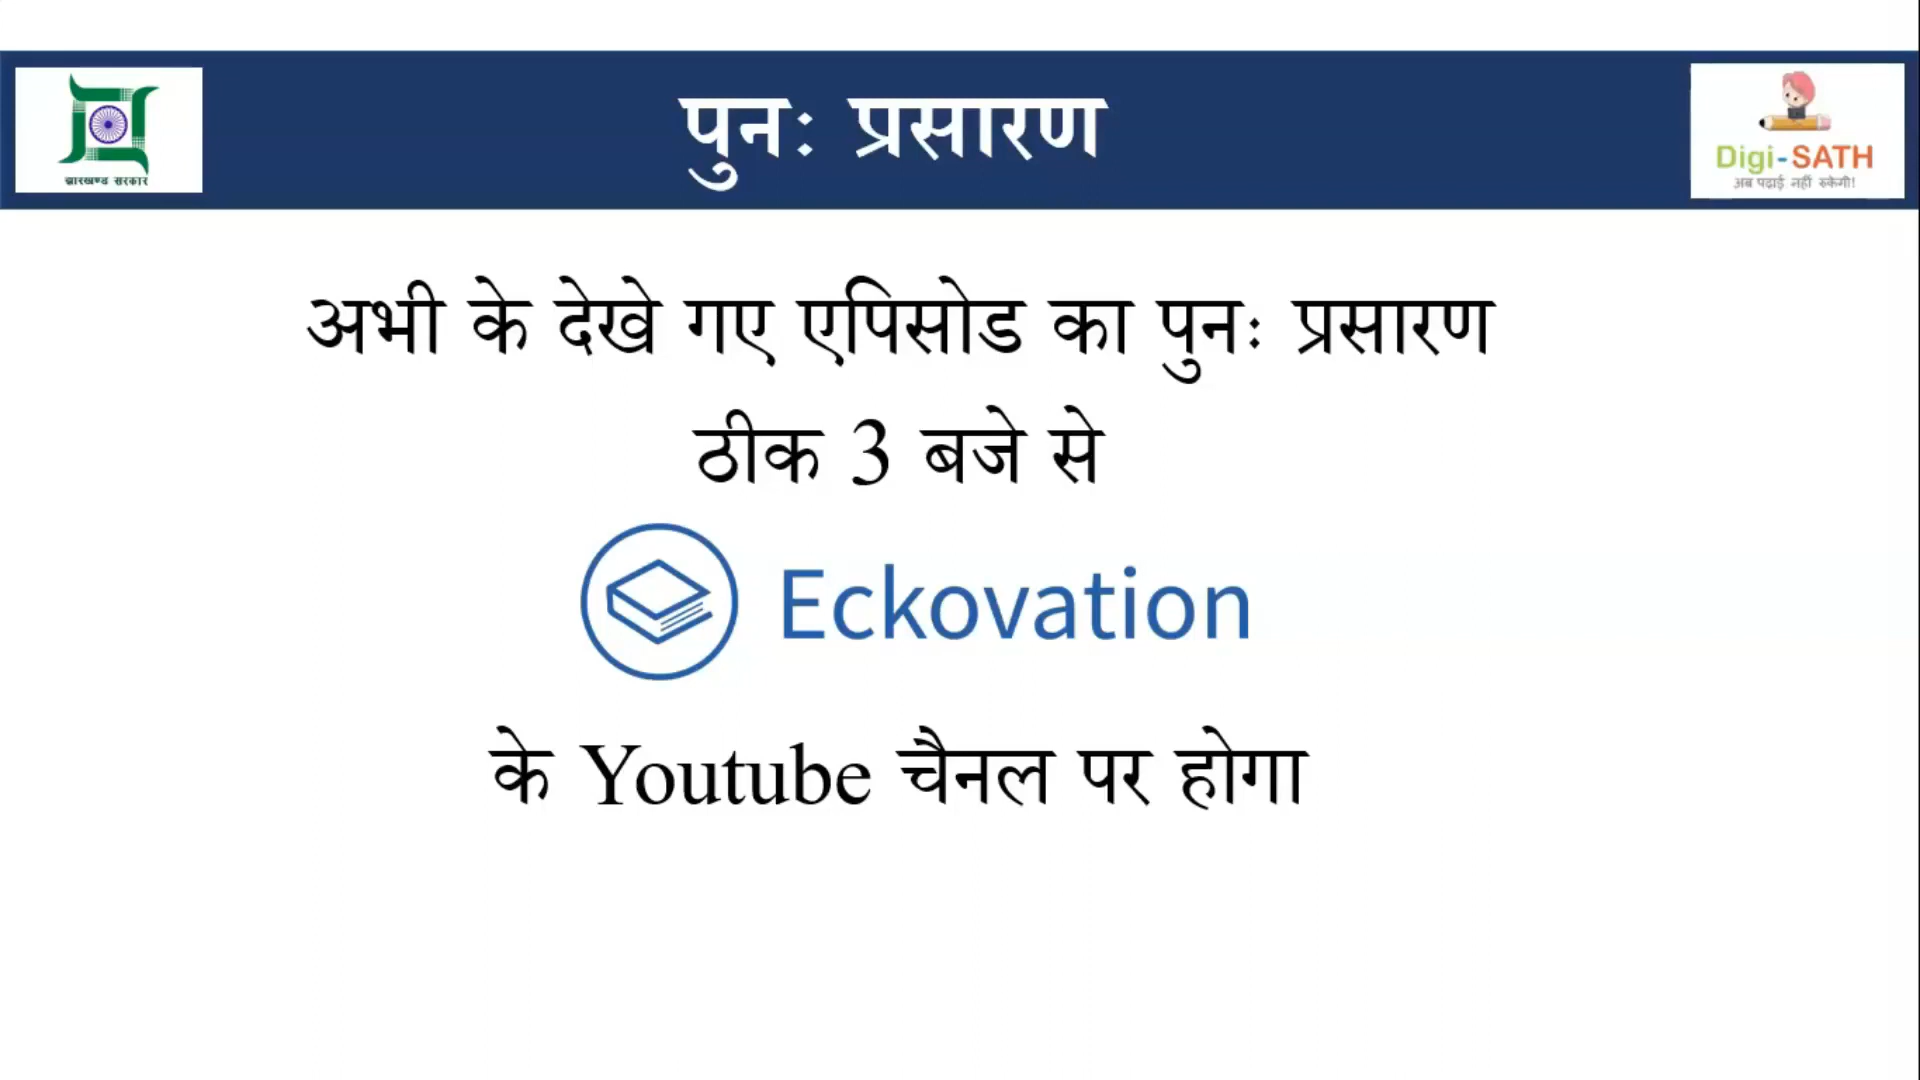 पुनः प्रसारण
झारखण्ड सरकार
Digi-SATH
अब पढ़ाई नहीं रुकेगी!
अभी के देखे गए एपिसोड का पुनः प्रसारण
ठीक 3 बजे से
Eckovation
के Youtube चैनल पर होगा